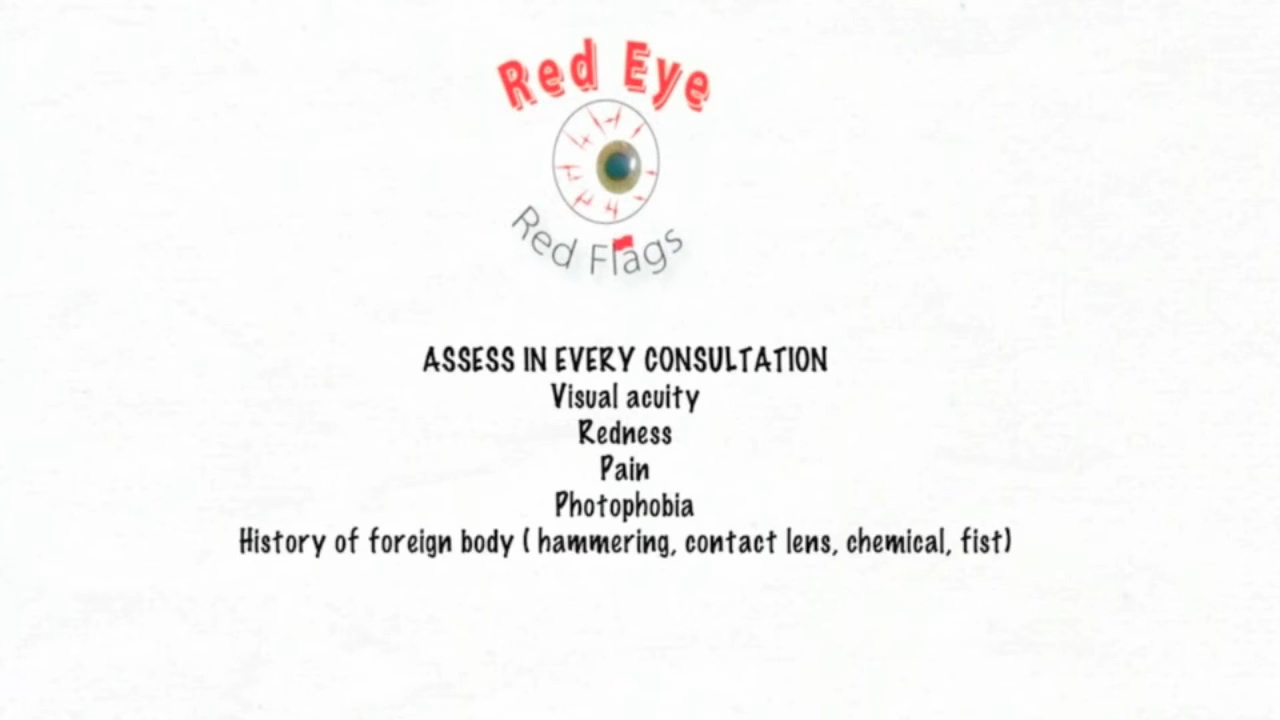 Red Eye
Red Flags
ASSESS IN EVERY CONSULTATION
Visual acuity
Redness
Pain
Photophobia
History of foreign body ( hammering, contact lens, chemical, fist)